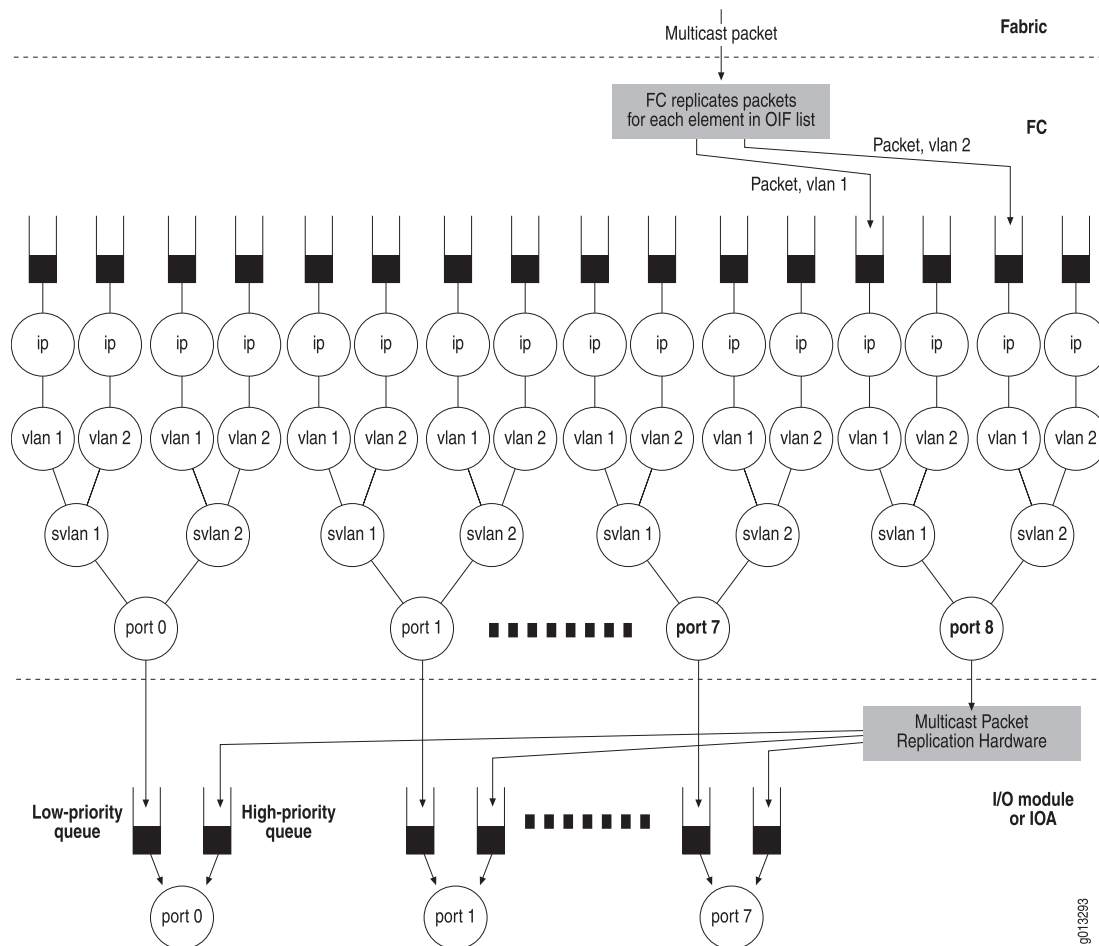 Multicast packet
Fabric
FC replicates packets
for each element in OIF list
FC
Packet, vlan 2
Packet, vlan 1
ip ip ip ip ip ip ip ip ip ip ip ip ip ip ip ip
vlan 1 vlan 2 vlan 1 vlan 2 vlan 1 vlan 2 vlan 1 vlan 2 vlan 1 vlan 2 vlan 1 vlan 2 vlan 1 vlan 2 vlan 1 vlan 2
svlan 1 svlan 2 svlan 1 svlan 2 svlan 1 svlan 2 svlan 1 svlan 2
port 0 port 1 port 7 port 8
Multicast Packet
Replication Hardware
Low-priority
queue
High-priority
queue
I/O module
or IOA
port 0 port 1 port 7
g013293